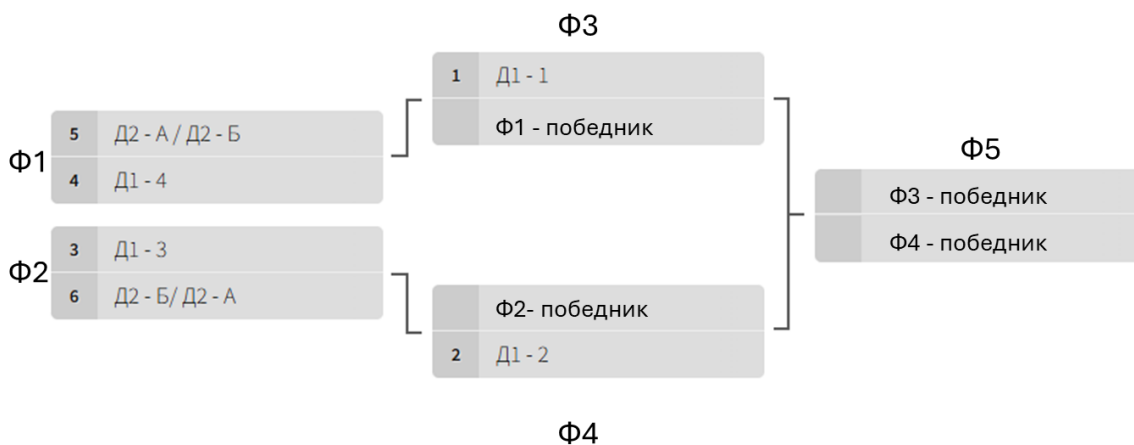 Ф3
1 Д1 - 1
Ф1 - победник
5 Д2 - А / Д2 - Б
Ф1
4 Д1 - 4
Ф5
Ф3 - победник
Ф4 - победник
3 Д1 - 3
Ф2
6 Д2 - Б/ Д2 - А
Ф2- победник
2 Д1 - 2
Ф4